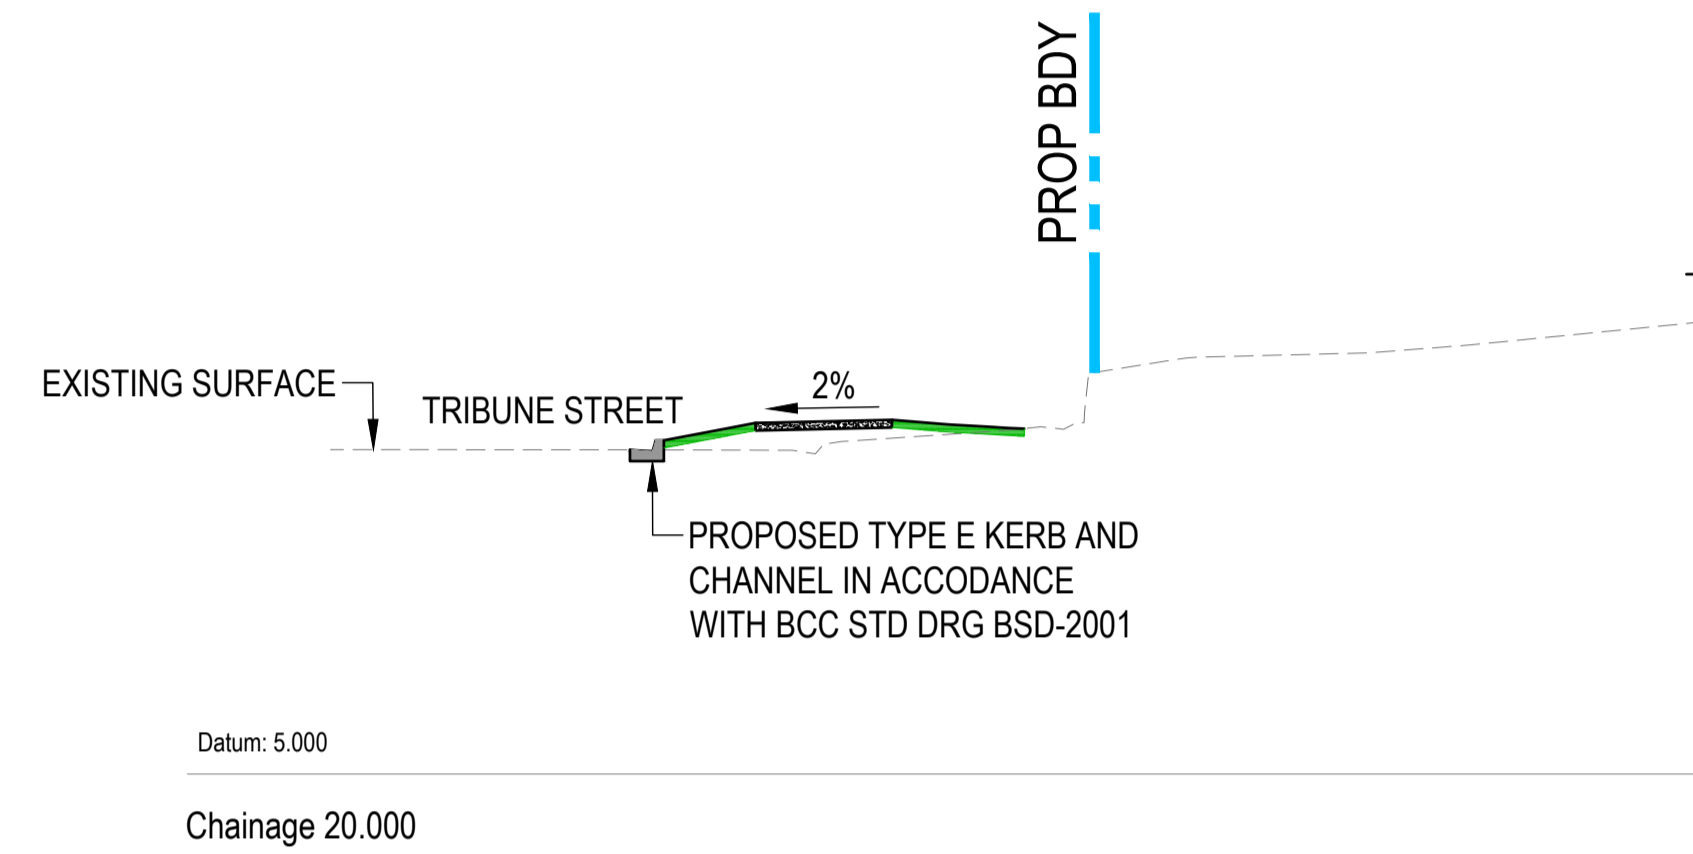 PROP BDY
EXISTING SURFACE
TRIBUNE STREET
2%
PROPOSED TYPE E KERB AND
CHANNEL IN ACCODANCE
WITH BCC STD DRG BSD-2001
Datum: 5.000
Chainage 20.000